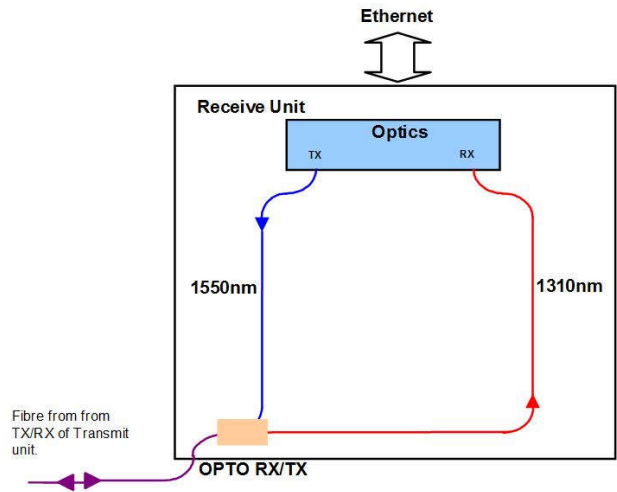 Ethernet
Receive Unit
Optics
TX
RX
1550nm
1310nm
Fibre from from
TX/RX of Transmit
unit.
OPTO RX/TX